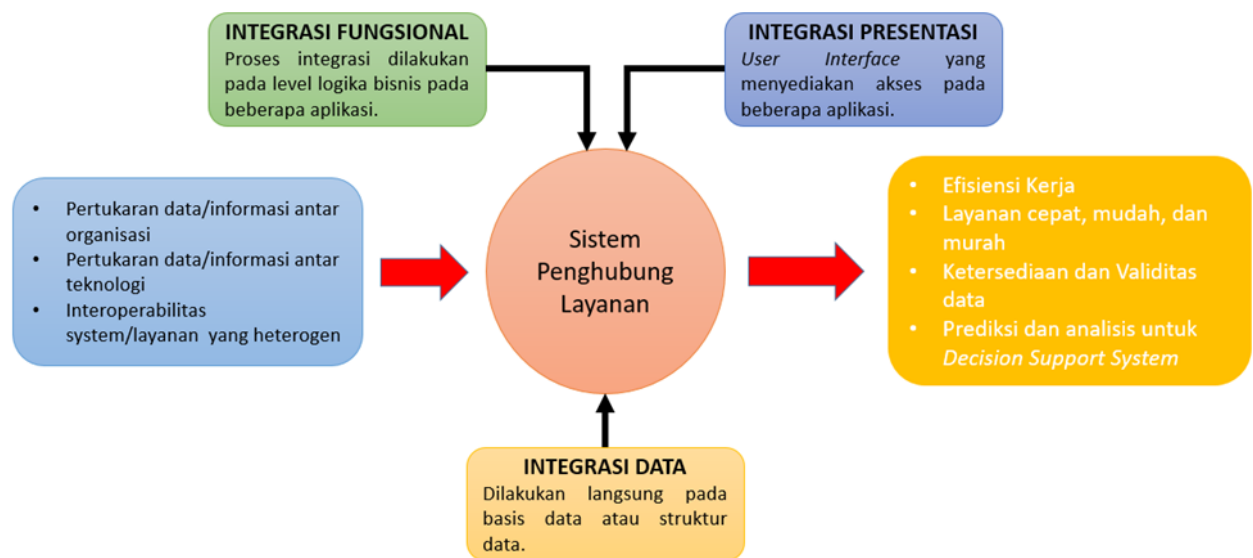 INTEGRASI FUNGSIONAL
Proses integrasi dilakukan
pada level logika bisnis pada
beberapa aplikasi.
INTEGRASI PRESENTASI
User Interface yang
menyediakan akses pada
beberapa aplikasi.
• Pertukaran data/informasi antar
organisasi
• Pertukaran data/informasi antar
teknologi
• Interoperabilitas
system/layanan yang heterogen
Sistem
Penghubung
Layanan
• Efisiensi Kerja
• Layanan cepat, mudah, dan
murah
• Ketersediaan dan Validitas
data
• Prediksi dan analisis untuk
Decision Support System
INTEGRASI DATA
Dilakukan langsung pada
basis data atau struktur
data.